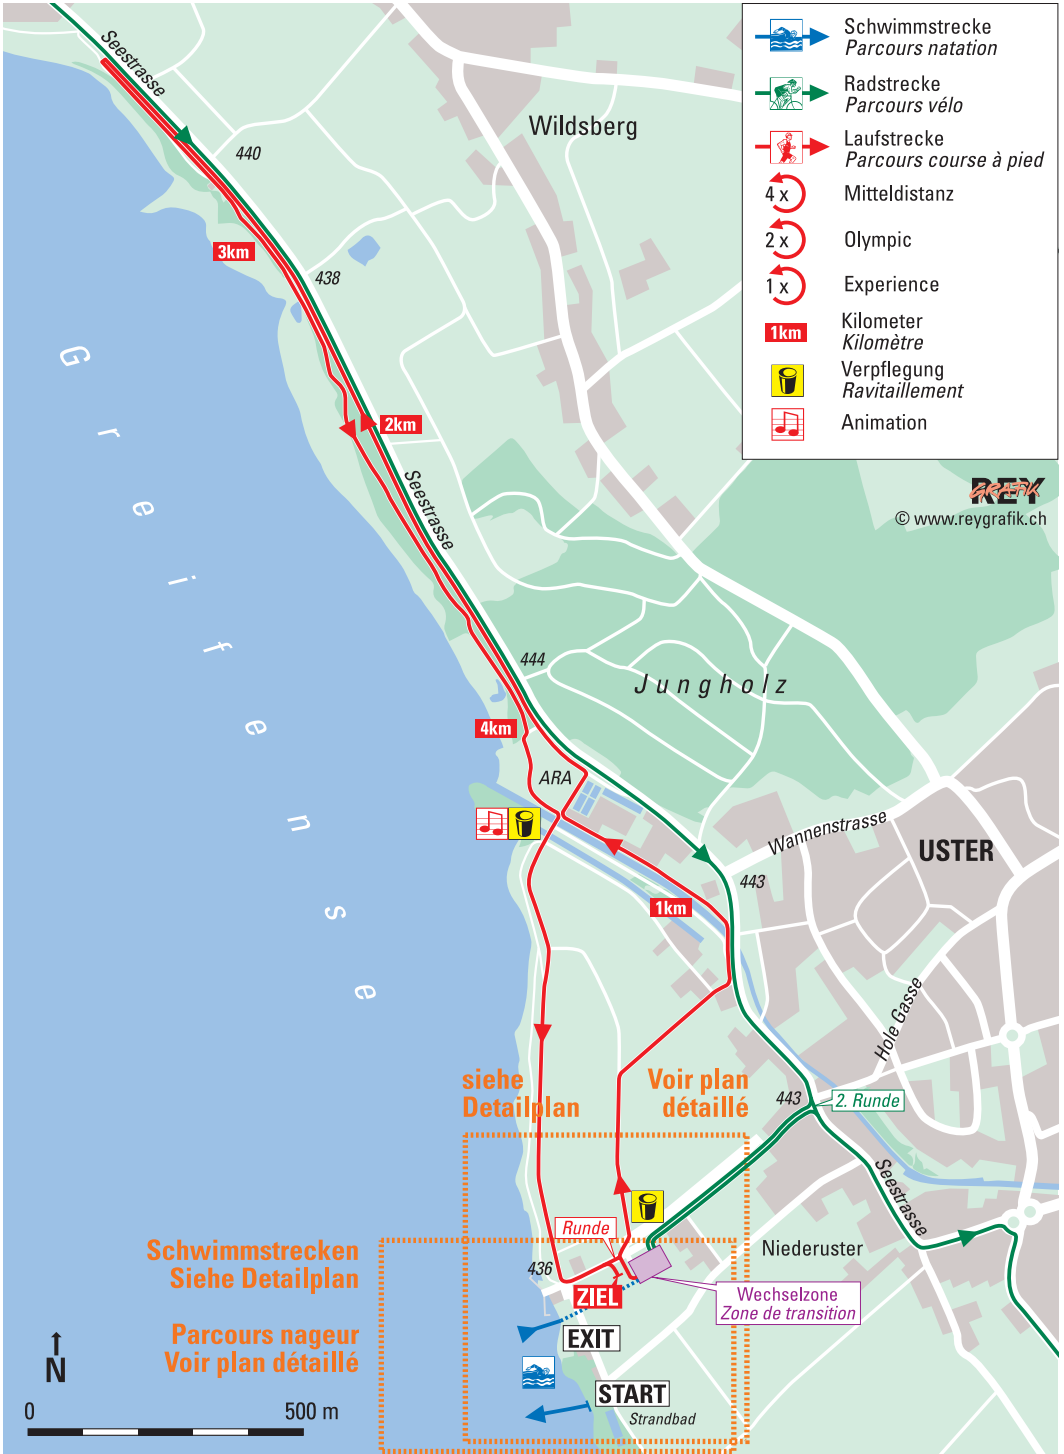 Seestrasse
Schwimmstrecke
Parcours natation
Radstrecke
Parcours vélo
Laufstrecke
Parcours course à pied
4 x
Mitteldistanz
2 x
Olympic
1 x
Experience
1km
Kilometer
Kilomètre
Verpflegung
Ravitaillement
Animation
REY
GRAFIK
© www.reygrafik.ch
Wildsberg
440
3km
438
2km
Seestrasse
Greifensee
444
Jungholz
4km
ARA
Wannenstrasse
USTER
443
1km
Hole Gasse
siehe
Detailplan
Voir plan
détaillé
443
2. Runde
Seestrasse
Runde
Niederuster
Schwimmstrecken
Siehe Detailplan
436
ZIEL
Wechselzone
Zone de transition
Parcours nageur
Voir plan détaillé
EXIT
N
START
Strandbad
0
500 m